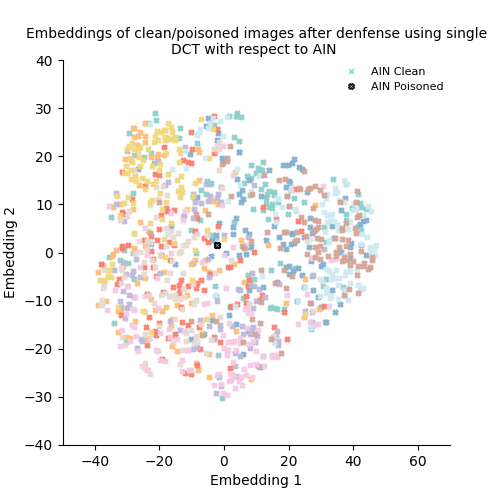 Embeddings of clean/poisoned images after denfense using single
DCT with respect to AIN
AIN Clean
AIN Poisoned
Embedding 2
40
30
20
10
0
−10
−20
−30
−40
−40
−20
0
20
40
60
Embedding 1